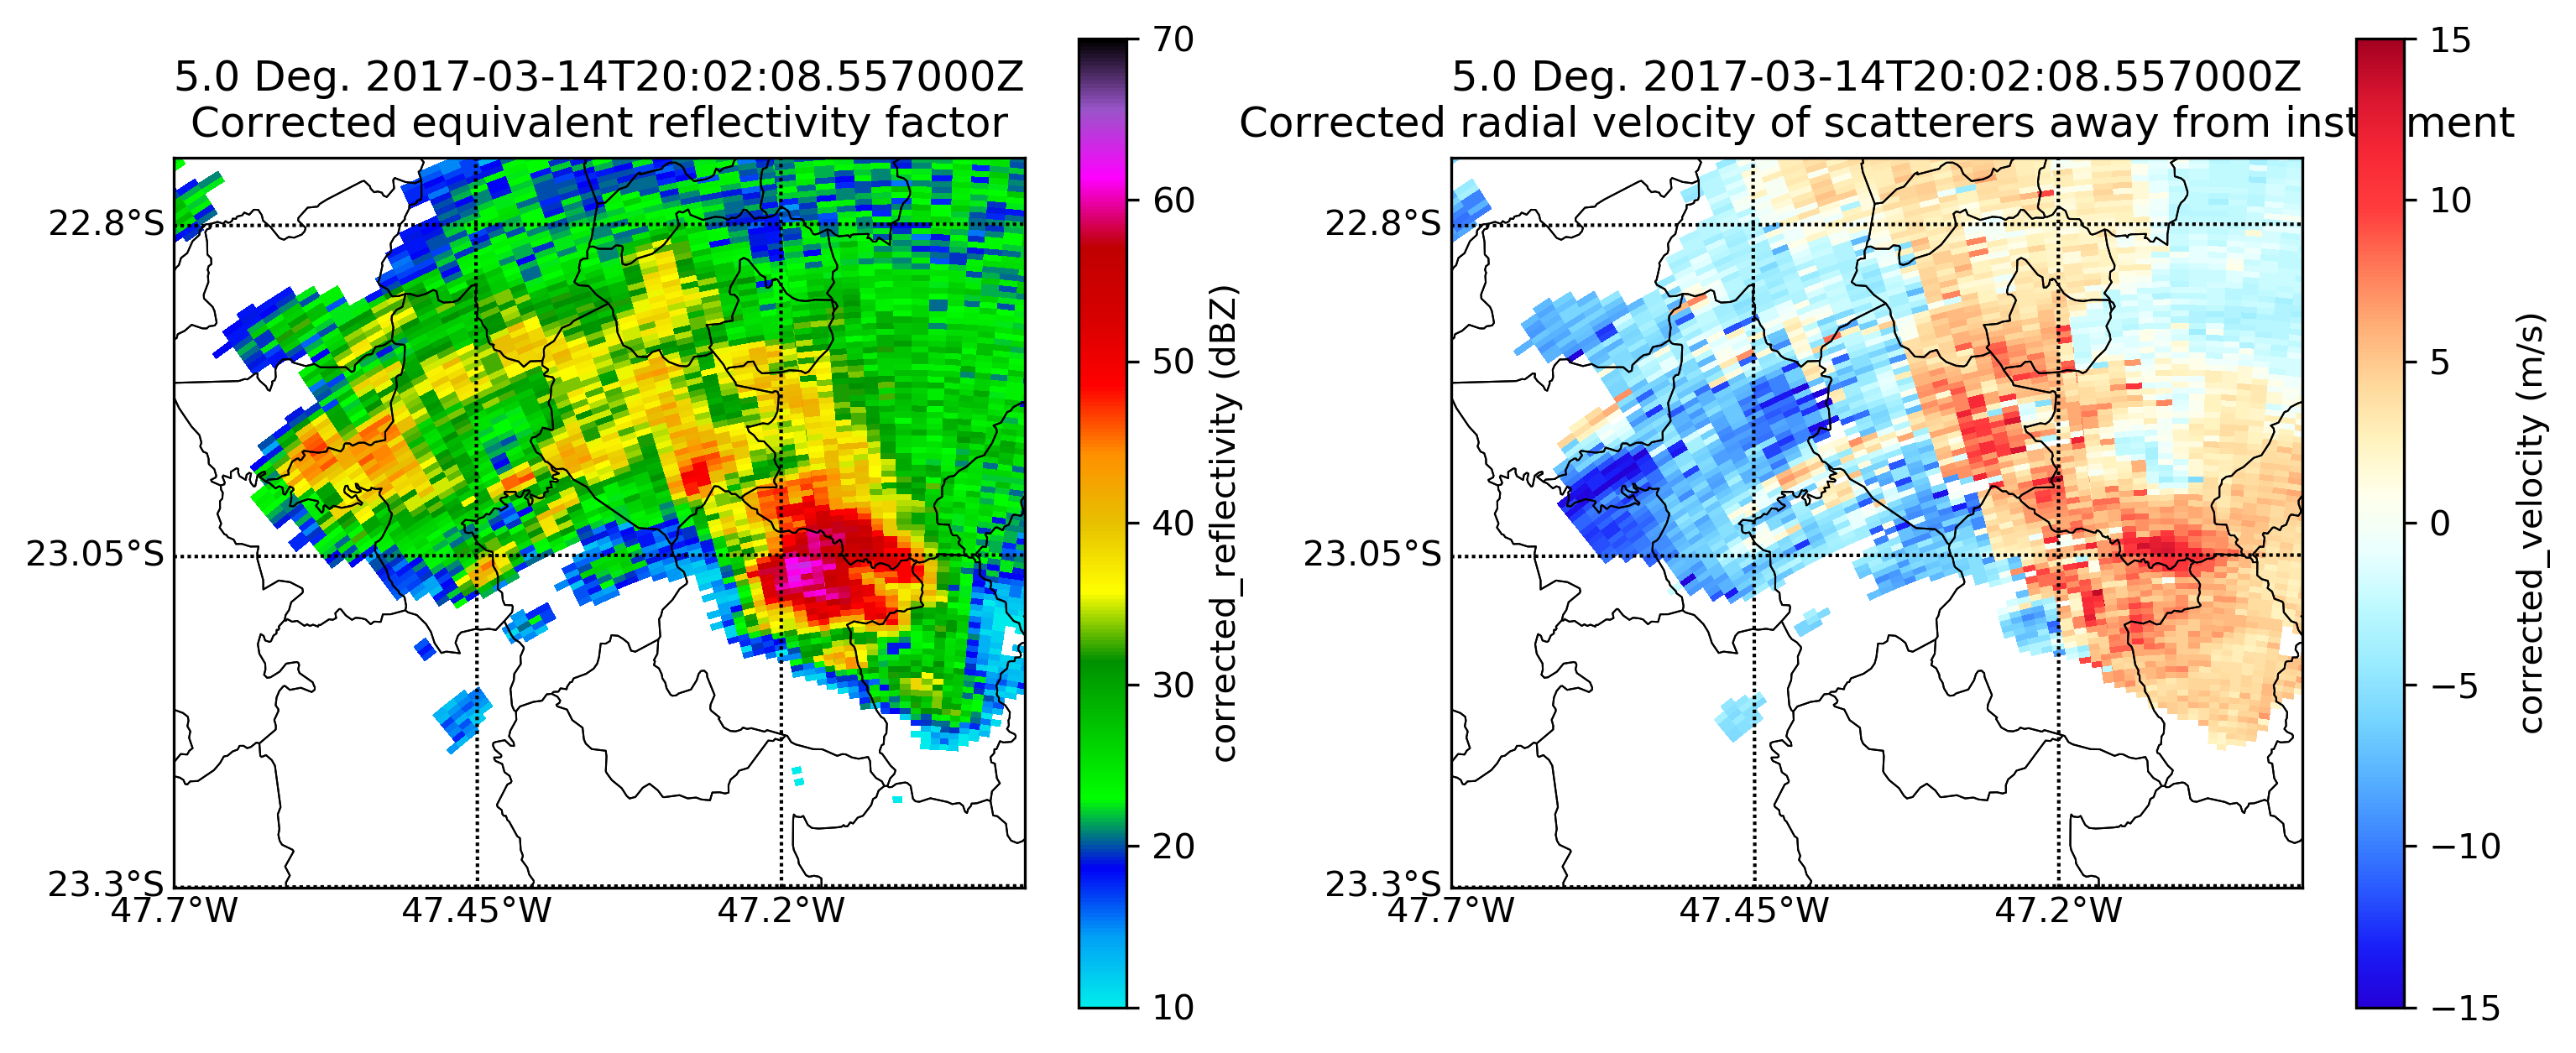 5.0 Deg. 2017-03-14T20:02:08.557000Z
Corrected equivalent reflectivity factor
22.8°S
23.05°S
23.3°S
47.7°W
47.45°W
47.2°W
70
60
50
40
30
20
10
corrected_reflectivity (dBZ)
5.0 Deg. 2017-03-14T20:02:08.557000Z
Corrected radial velocity of scatterers away from inst ment
22.8°S
23.05°S
23.3°S
47.7°W
47.45°W
47.2°W
15
10
5
0
−5
−10
−15
corrected_velocity (m/s)